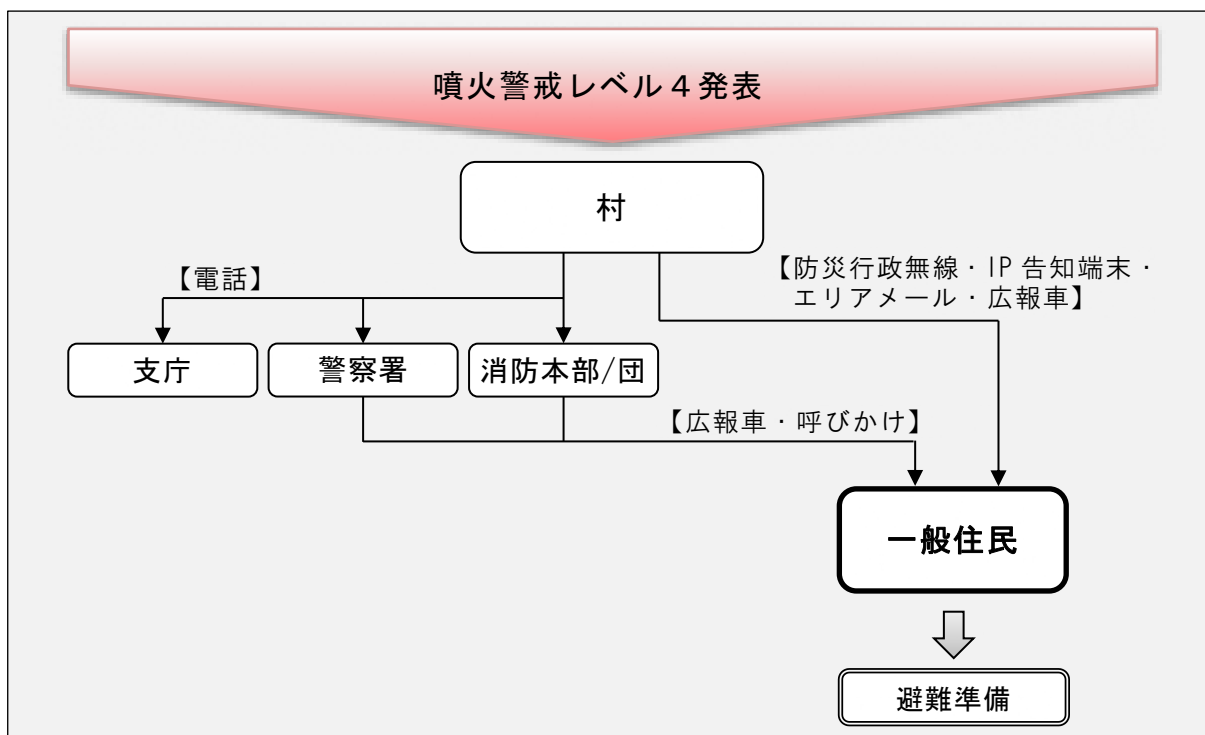 噴火警戒レベル４発表
村
【電話】
【防災行政無線・IP告知端末・
エリアメール・広報車】
支庁
警察署
消防本部/団
【広報車・呼びかけ】
一般住民
避難準備